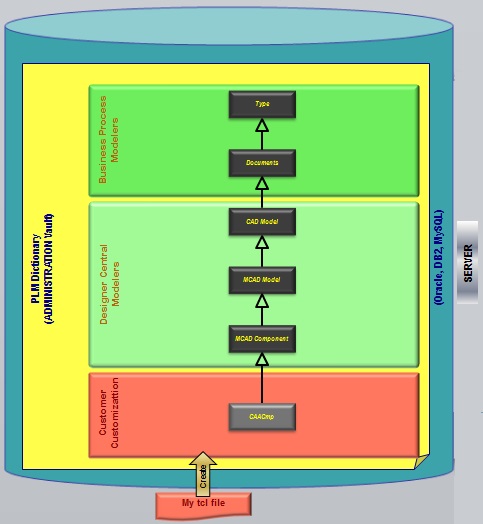 Business Process
Modelers
Type
Documents
PLM Dictionary
(ADMINISTRATION Vault)
Designer Central
Modelers
CAD Model
MCAD Model
MCAD Component
(Oracle, DB2, MySQL)
SERVER
Customer
Customizattion
CAACmp
Create
My tcl file